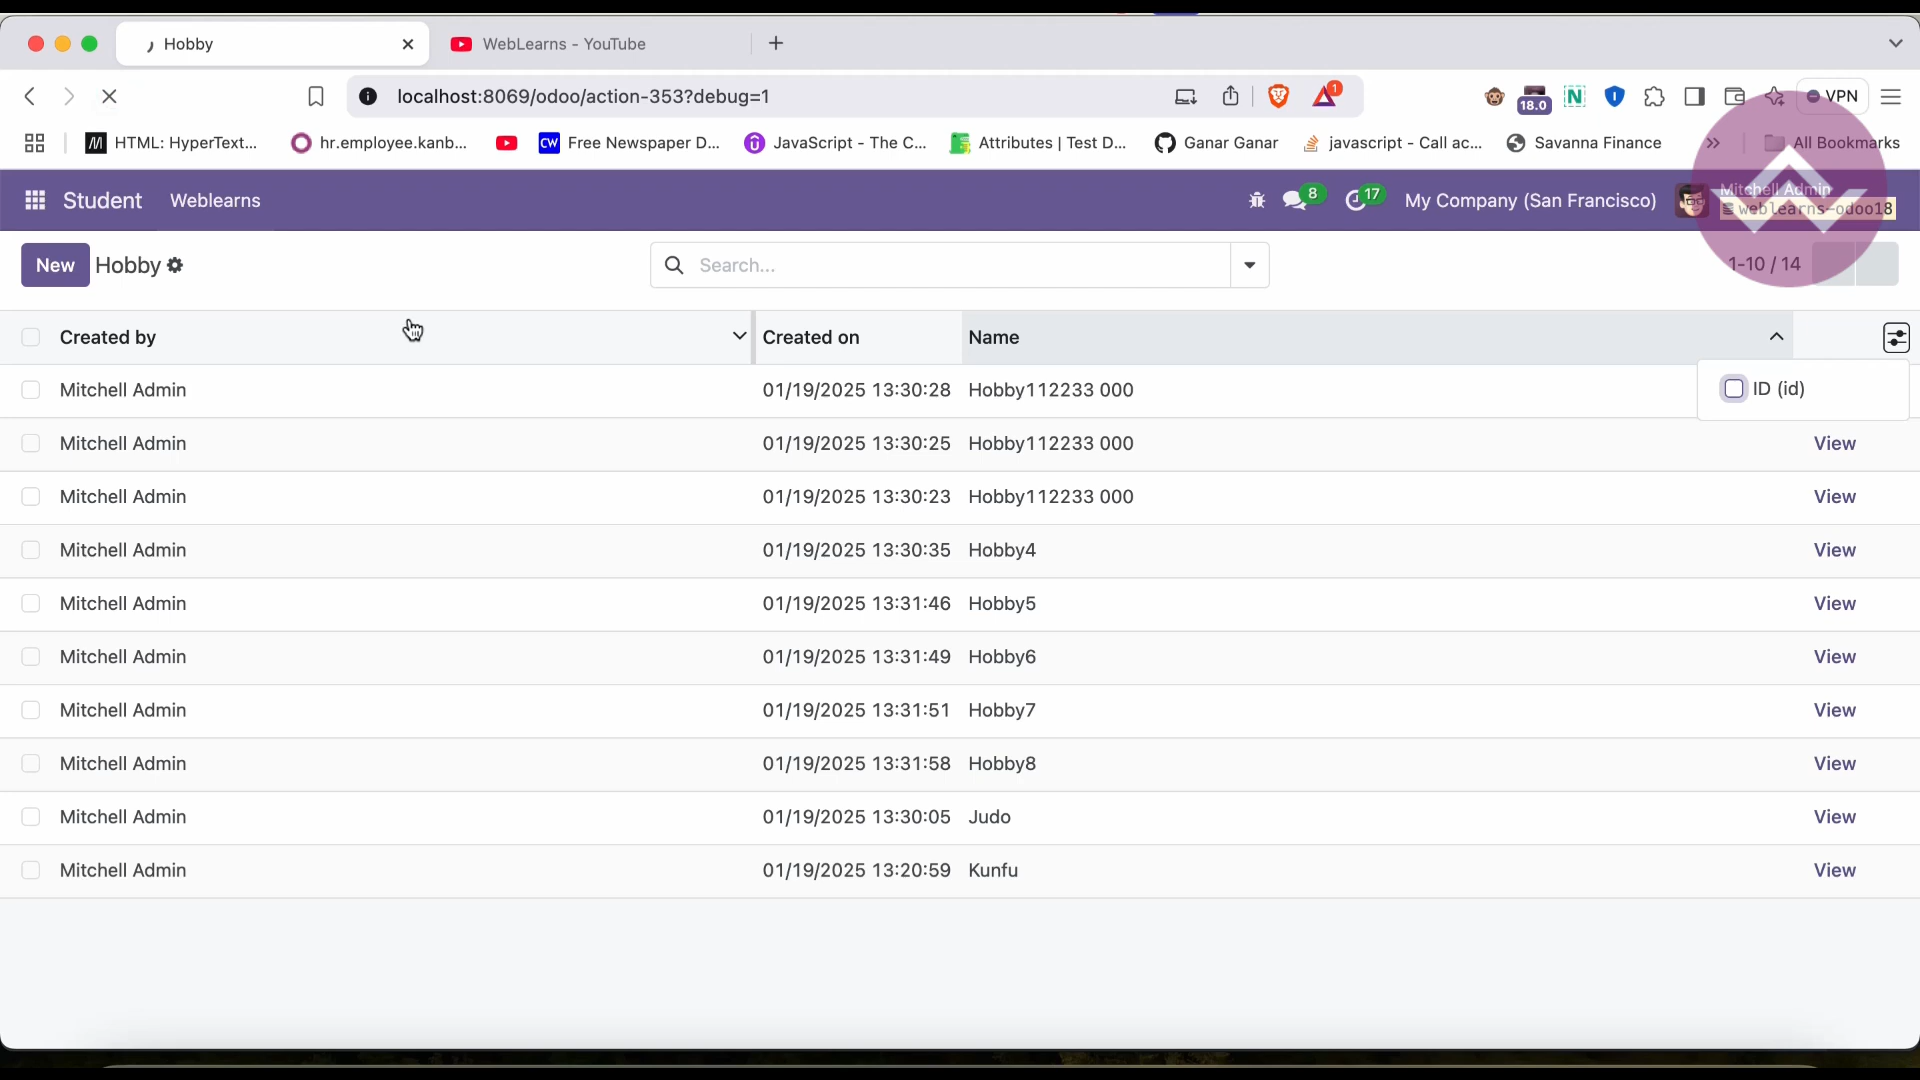 Hobby
WebLearns - YouTube
localhost:8069/odoo/action-353?debug=1
1
18.0
N
VPN
HTML: HyperText...
hr.employee.kanb...
CW Free Newspaper D...
JavaScript - The C...
Attributes | Test D...
Ganar Ganar
javascript - Call ac...
Savanna Finance
All Bookmarks
Student
Weblearns
8
17
My Company (San Francisco)
Mitchell Admin
weblearns-odoo18
New
Hobby
Search...
1-10 / 14
Created by
Created on
Name
Mitchell Admin 01/19/2025 13:30:28 Hobby112233 000
ID (id)
Mitchell Admin 01/19/2025 13:30:25 Hobby112233 000 View
Mitchell Admin 01/19/2025 13:30:23 Hobby112233 000 View
Mitchell Admin 01/19/2025 13:30:35 Hobby4 View
Mitchell Admin 01/19/2025 13:31:46 Hobby5 View
Mitchell Admin 01/19/2025 13:31:49 Hobby6 View
Mitchell Admin 01/19/2025 13:31:51 Hobby7 View
Mitchell Admin 01/19/2025 13:31:58 Hobby8 View
Mitchell Admin 01/19/2025 13:30:05 Judo View
Mitchell Admin 01/19/2025 13:20:59 Kunfu View